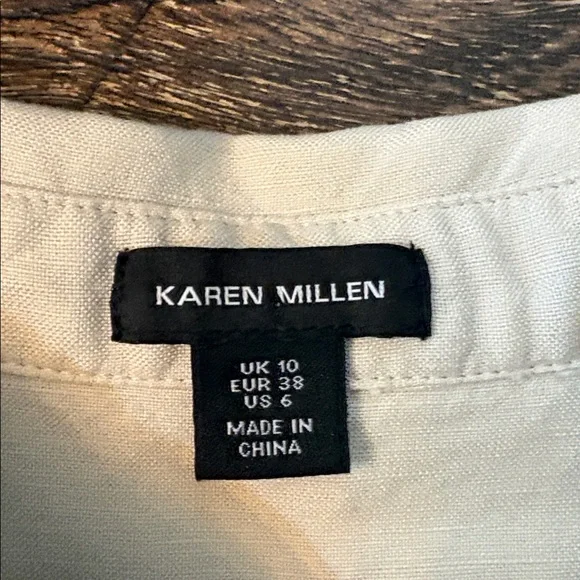 KAREN MILLEN
UK 10
EUR 38
US 6
MADE IN
CHINA